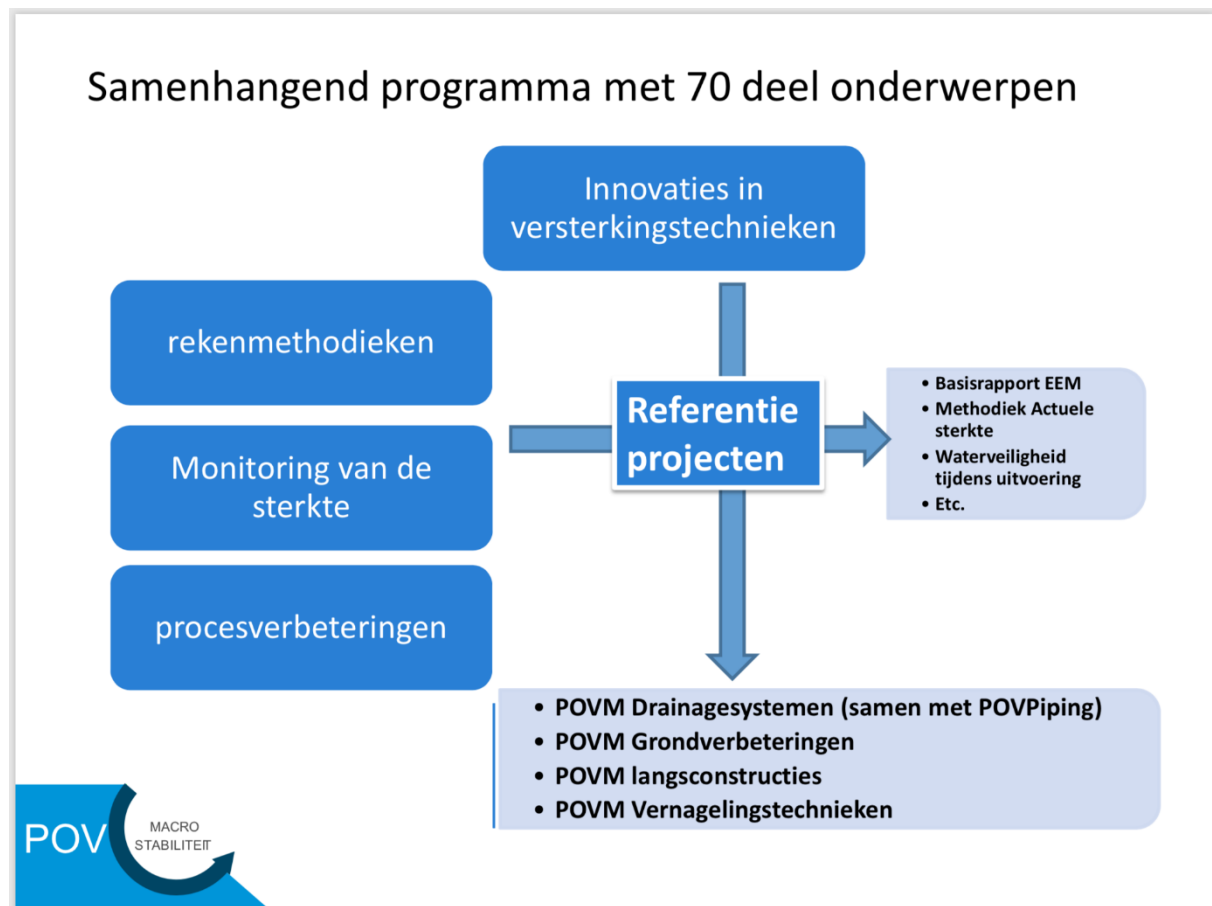 Samenhangend programma met 70 deel onderwerpen
Innovaties in
versterkingstechnieken
rekenmethodieken
Monitoring van de
sterkte
procesverbeteringen
Referentie
projecten
• Basisrapport EEM
• Methodiek Actuele
sterkte
• Waterveiligheid
tijdens uitvoering
• Etc.
• POVM Drainagesystemen (samen met POVPiping)
• POVM Grondverbeteringen
• POVM langsconstructies
• POVM Vernagelingstechnieken
POV
MACRO
STABILITEIT